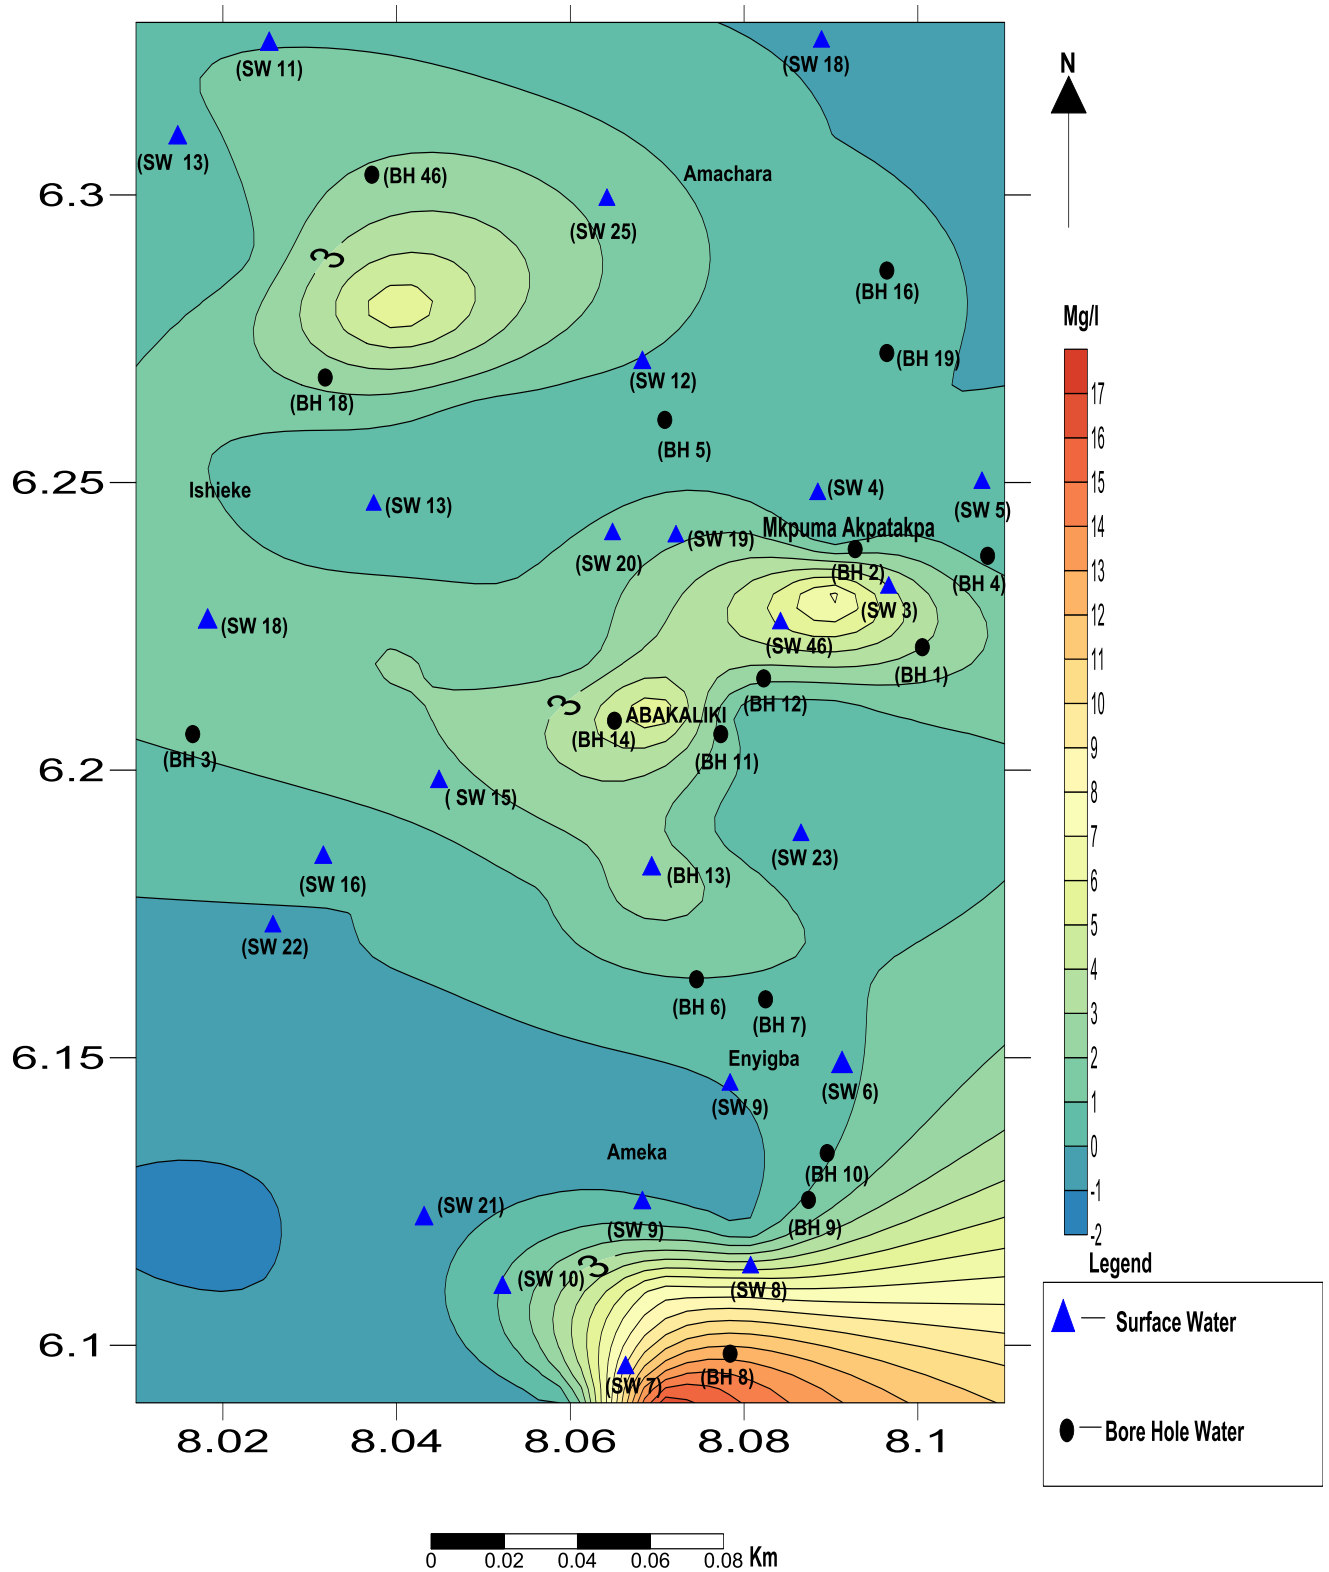 (SW 11)
(SW 18)
N
(SW  13)
(BH 46)
Amachara
6.3
(SW 25)
3
(BH 16)
Mg/l
(BH 19)
(SW 12)
(BH 18)
17
16
(BH 5)
6.25
Ishieke
(SW 13)
(SW 4)
15
(SW 5)
14
Mkpuma Akpatakpa
(SW 19)
(SW 20)
(BH 2)
(BH 4)
13
(SW 3)
12
(SW 18)
(SW 46)
11
(BH 1)
3
(BH 12)
10
ABAKALIKI
(BH 14)
9
(BH 3)
(BH 11)
6.2
8
( SW 15)
7
(SW 23)
6
(SW 16)
(BH 13)
5
(SW 22)
4
3
(BH 6)
(BH 7)
6.15
Enyigba
2
(SW 6)
1
(SW 9)
0
Ameka
(BH 10)
-1
(SW 21)
(SW 9)
(BH 9)
-2
3
(SW 10)
(SW 8)
Legend
Surface Water
6.1
(SW 7)
(BH 8)
Bore Hole Water
8.02 8.04 8.06 8.08 8.1
0 0.02 0.04 0.06 0.08 Km